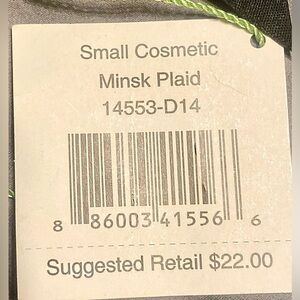 Small Cosmetic
Minsk Plaid
14553-D14
8 86003 41556 6
Suggested Retail $22.00